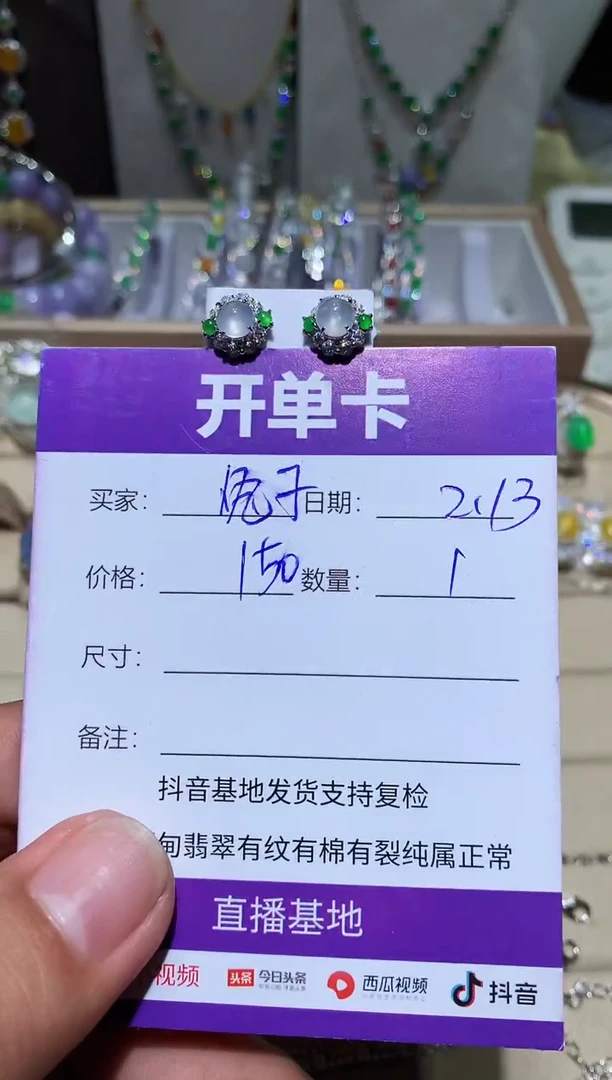 开单卡
买家: 兔子 日期: 2.13
价格: 150 数量: 1
尺寸:
备注:
抖音基地发货支持复检
甸翡翠有纹有棉有裂纯属正常
直播基地
视频 头条 今日头条 西瓜视频 抖音